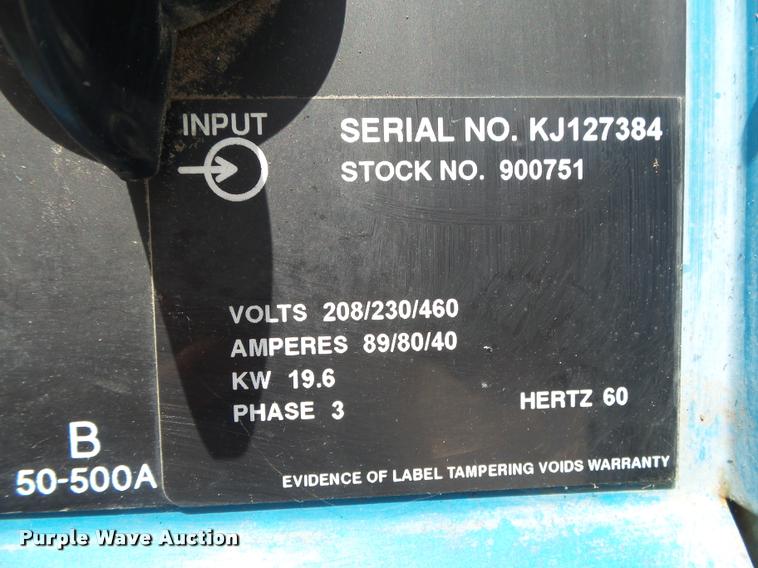 INPUT
SERIAL NO. KJ127384
STOCK NO. 900751
VOLTS 208/230/460
AMPERES 89/80/40
KW 19.6
PHASE 3
HERTZ 60
B
50-500A
EVIDENCE OF LABEL TAMPERING VOIDS WARRANTY
Purple Wave Auction